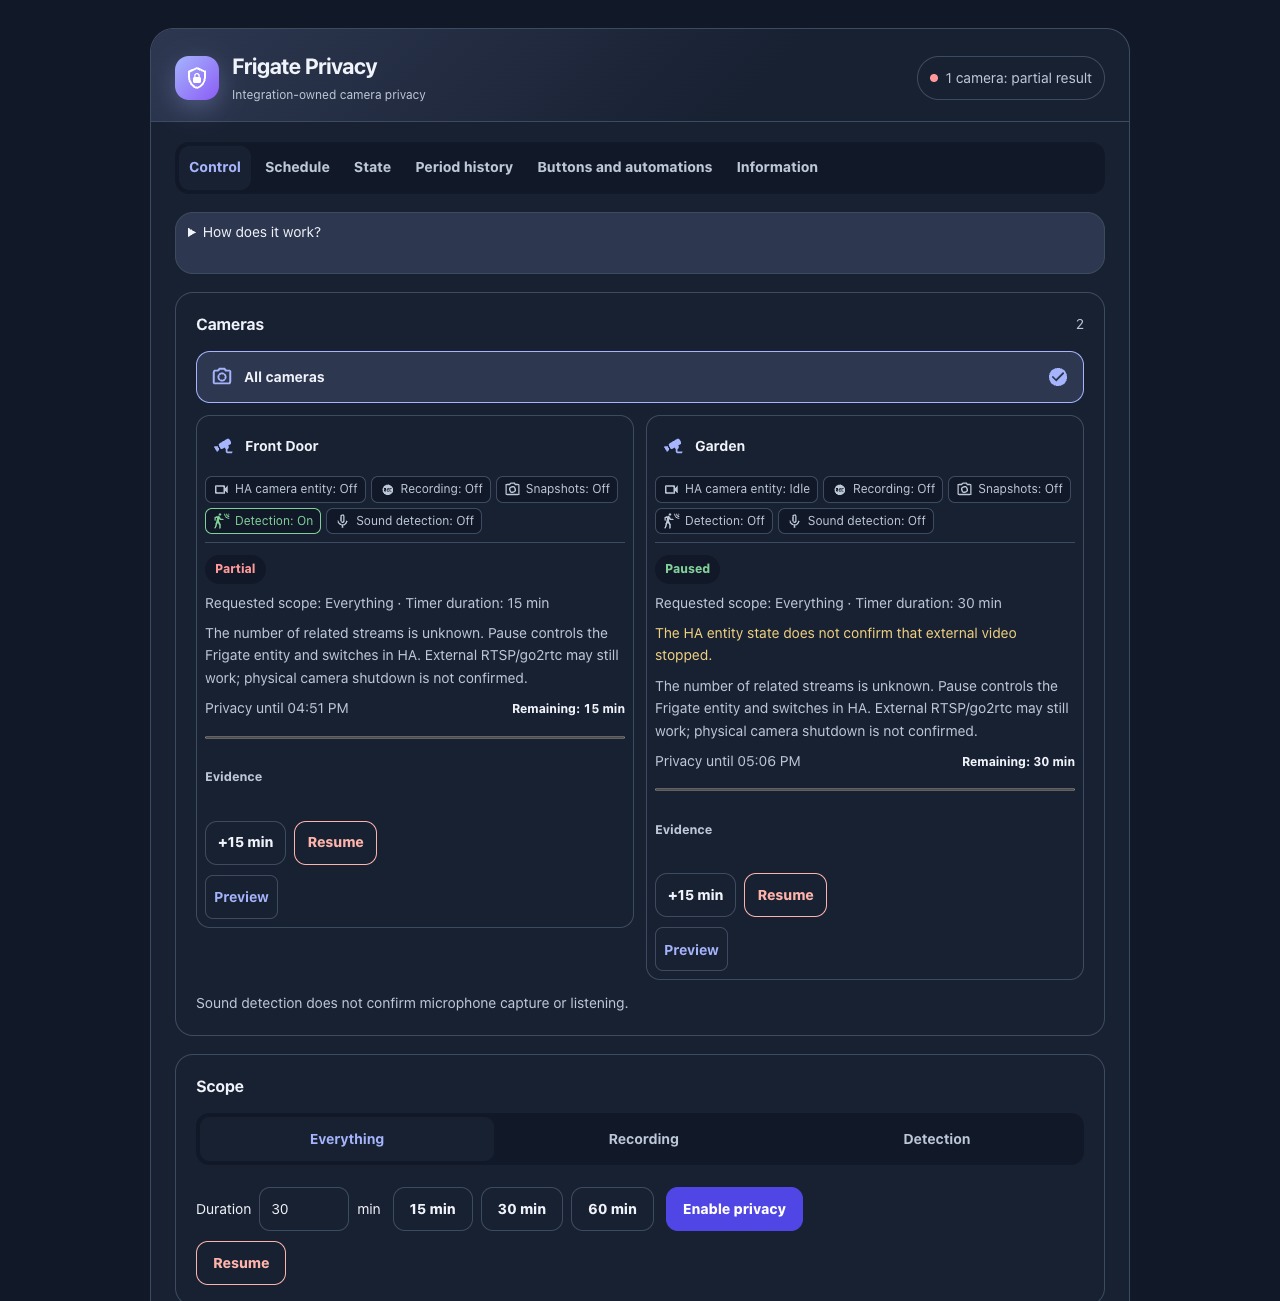 Frigate Privacy
Integration-owned camera privacy
1 camera: partial result
Control
Schedule
State
Period history
Buttons and automations
Information
How does it work?
Cameras
2
All cameras
Front Door
HA camera entity: Off
Recording: Off
Snapshots: Off
Detection: On
Sound detection: Off
Partial
Requested scope: Everything · Timer duration: 15 min
The number of related streams is unknown. Pause controls the
Frigate entity and switches in HA. External RTSP/go2rtc may still
work; physical camera shutdown is not confirmed.
Privacy until 04:51 PM
Remaining: 15 min
Evidence
+15 min
Resume
Preview
Garden
HA camera entity: Idle
Recording: Off
Snapshots: Off
Detection: Off
Sound detection: Off
Paused
Requested scope: Everything · Timer duration: 30 min
The HA entity state does not confirm that external video
stopped.
The number of related streams is unknown. Pause controls the
Frigate entity and switches in HA. External RTSP/go2rtc may still
work; physical camera shutdown is not confirmed.
Privacy until 05:06 PM
Remaining: 30 min
Evidence
+15 min
Resume
Preview
Sound detection does not confirm microphone capture or listening.
Scope
Everything
Recording
Detection
Duration
30
min
15 min
30 min
60 min
Enable privacy
Resume